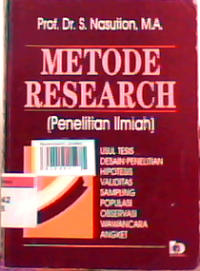 Prof. Dr. S. Nasution, M.A.
METODE
RESEARCH
(Penelitian Ilmiah)
USUL TESIS
DESAIN PENELITIAN
HIPOTESIS
VALIDITAS
SAMPLING
POPULASI
OBSERVASI
WAWANCARA
ANGKET